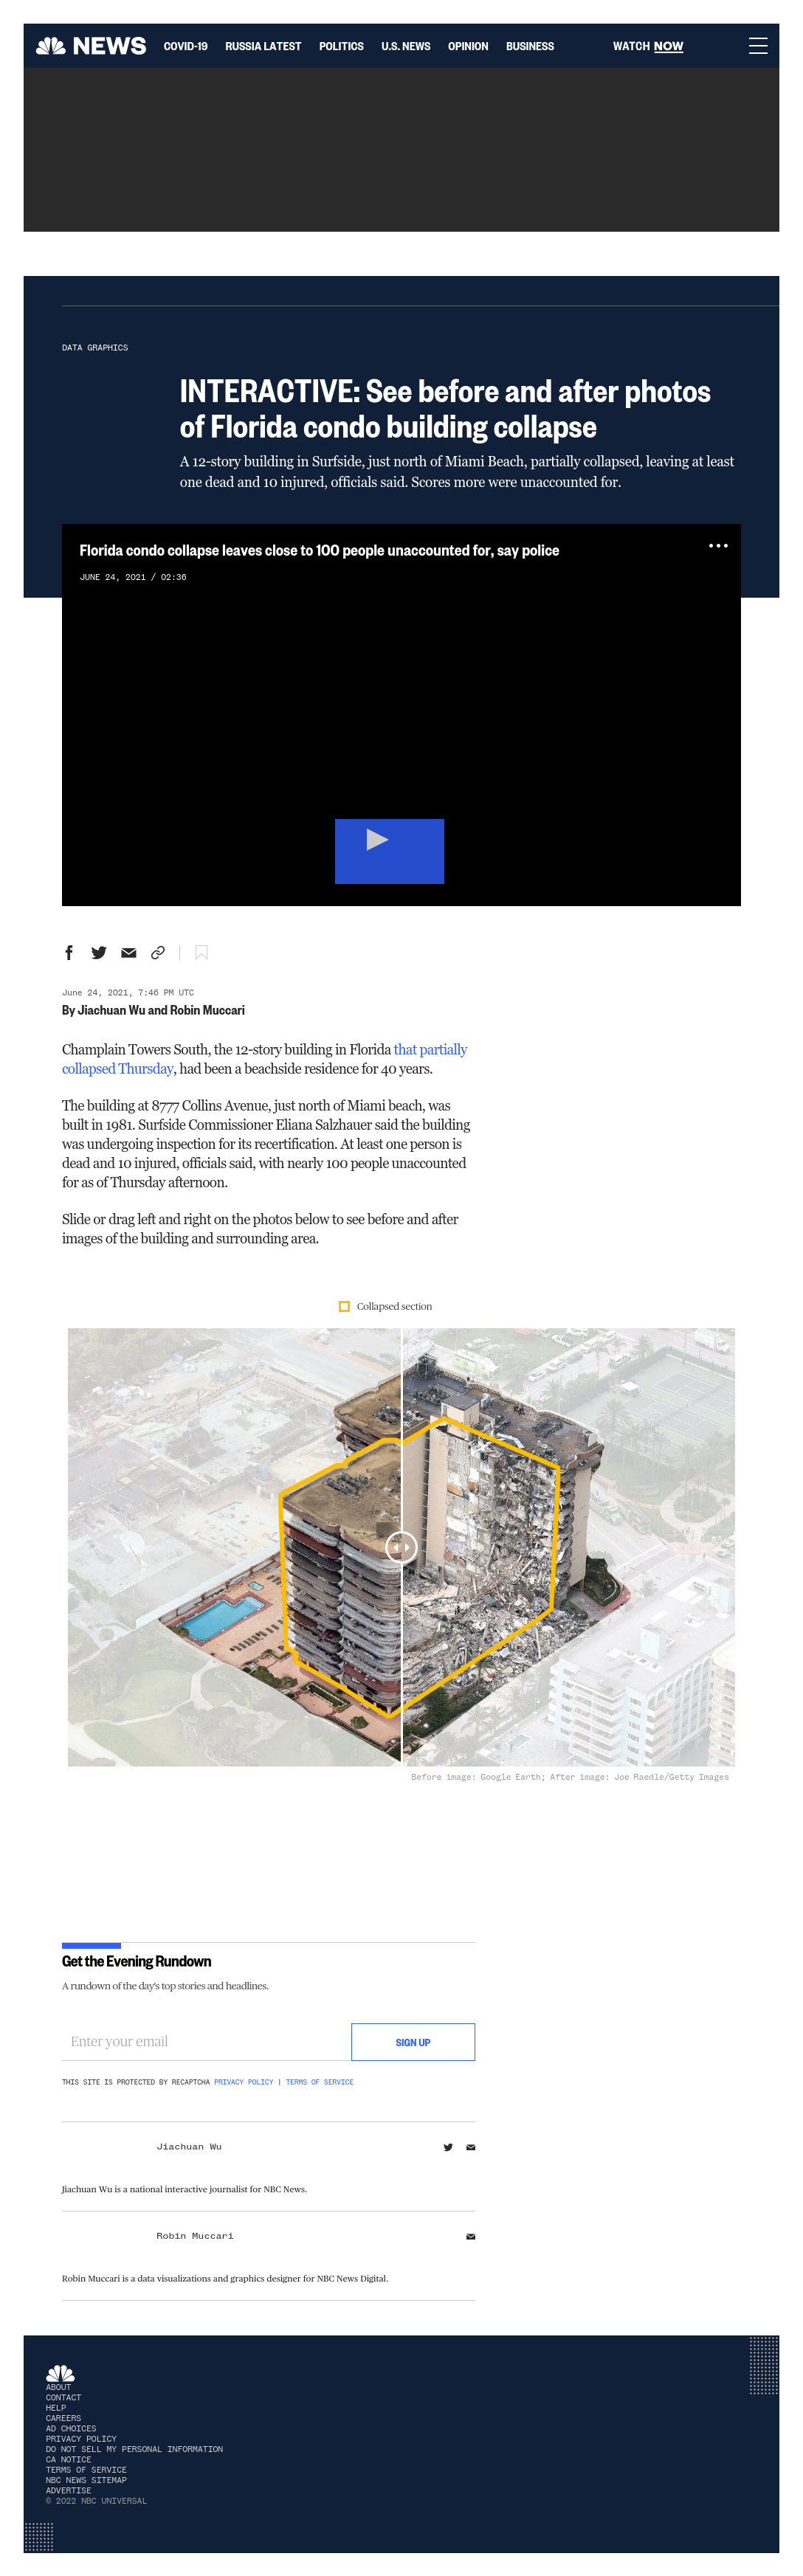 NEWS COVID-19 RUSSIA LATEST POLITICS U.S. NEWS OPINION BUSINESS WATCH NOW
DATA GRAPHICS
INTERACTIVE: See before and after photos
of Florida condo building collapse
A 12-story building in Surfside, just north of Miami Beach, partially collapsed, leaving at least
one dead and 10 injured, officials said. Scores more were unaccounted for.
Florida condo collapse leaves close to 100 people unaccounted for, say police
JUNE 24, 2021 / 02:36
June 24, 2021, 7:46 PM UTC
By Jiachuan Wu and Robin Muccari
Champlain Towers South, the 12-story building in Florida that partially
collapsed Thursday, had been a beachside residence for 40 years.
The building at 8777 Collins Avenue, just north of Miami beach, was
built in 1981. Surfside Commissioner Eliana Salzhauer said the building
was undergoing inspection for its recertification. At least one person is
dead and 10 injured, officials said, with nearly 100 people unaccounted
for as of Thursday afternoon.
Slide or drag left and right on the photos below to see before and after
images of the building and surrounding area.
Collapsed section
Before image: Google Earth; After image: Joe Raedle/Getty Images
Get the Evening Rundown
A rundown of the day's top stories and headlines.
Enter your email SIGN UP
THIS SITE IS PROTECTED BY RECAPTCHA PRIVACY POLICY | TERMS OF SERVICE
Jiachuan Wu
Jiachuan Wu is a national interactive journalist for NBC News.
Robin Muccari
Robin Muccari is a data visualizations and graphics designer for NBC News Digital.
ABOUT
CONTACT
HELP
CAREERS
AD CHOICES
PRIVACY POLICY
DO NOT SELL MY PERSONAL INFORMATION
CA NOTICE
TERMS OF SERVICE
NBC NEWS SITEMAP
ADVERTISE
© 2022 NBC UNIVERSAL